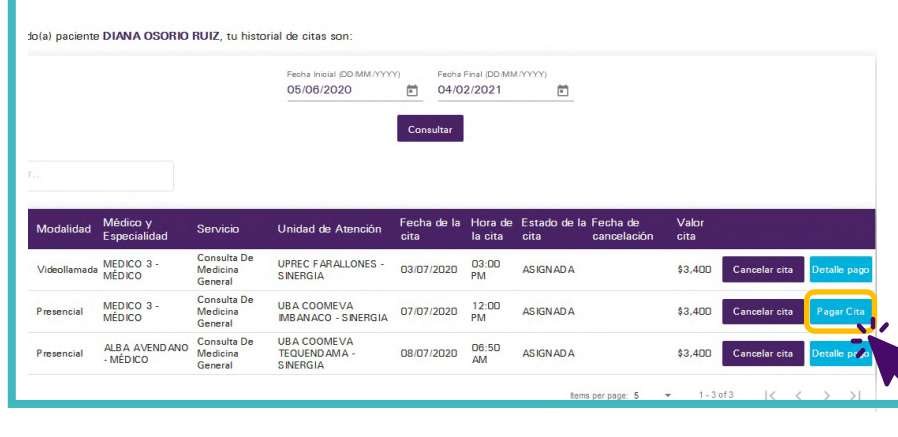 do(a) paciente DIANA OSORIO RUIZ, tu historial de citas son:
Fecha Inicial (DD/MM/YYYY) Fecha Final (DD/MM/YYYY)
05/06/2020 04/02/2021
Consultar
r...
Modalidad Médico y Especialidad Servicio Unidad de Atención Fecha de la cita Hora de la cita Estado de la cita Fecha de cancelación Valor cita
Videollamada MEDICO 3 - MÉDICO Consulta De Medicina General UPREC FARALLONES - SINERGIA 03/07/2020 03:00 PM ASIGNADA $3,400 Cancelar cita Detalle pago
Presencial MEDICO 3 - MÉDICO Consulta De Medicina General UBA COOMEVA IMBANACO - SINERGIA 07/07/2020 12:00 PM ASIGNADA $3,400 Cancelar cita Pagar Cita
Presencial ALBA AVENDANO - MÉDICO Consulta De Medicina General UBA COOMEVA TEQUENDAMA - SINERGIA 08/07/2020 06:50 AM ASIGNADA $3,400 Cancelar cita Detalle pago
Items per page: 5 1 - 3 of 3